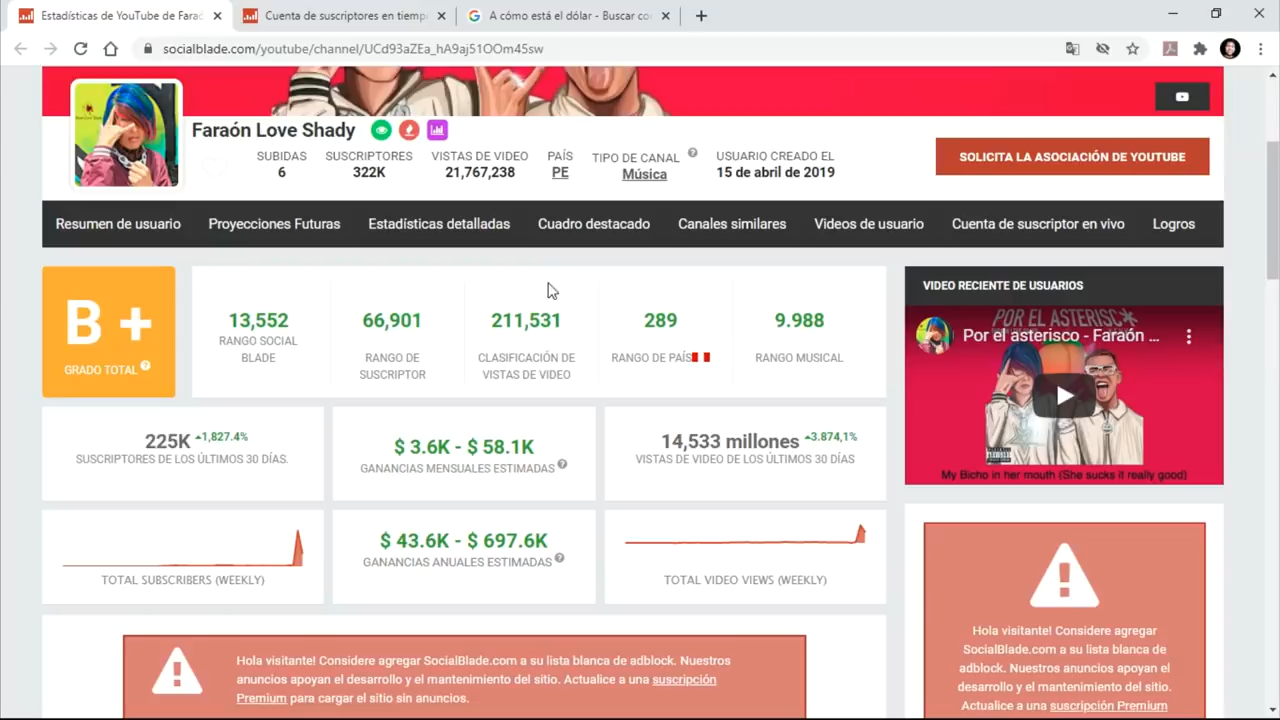 Estadísticas de YouTube de Farad
Cuenta de suscriptores en tiemp
A cómo está el dólar - Buscar co
socialblade.com/youtube/channel/UCd93aZEa_hA9aj51OOm45sw
Faraón Love Shady
SUBIDAS
6
SUSCRIPTORES
322K
VISTAS DE VIDEO
21,767,238
PAÍS
PE
TIPO DE CANAL
Música
USUARIO CREADO EL
15 de abril de 2019
SOLICITA LA ASOCIACIÓN DE YOUTUBE
Resumen de usuario
Proyecciones Futuras
Estadísticas detalladas
Cuadro destacado
Canales similares
Videos de usuario
Cuenta de suscriptor en vivo
Logros
B +
GRADO TOTAL
13,552
RANGO SOCIAL
BLADE
66,901
RANGO DE
SUSCRIPTOR
211,531
CLASIFICACIÓN DE
VISTAS DE VIDEO
289
RANGO DE PAÍS
9.988
RANGO MUSICAL
VIDEO RECIENTE DE USUARIOS
POR EL ASTERISC*
Por el asterisco - Faraón ...
My Bicho in her mouth (She sucks it really good)
225K 1,827.4%
SUSCRIPTORES DE LOS ÚLTIMOS 30 DÍAS.
$ 3.6K - $ 58.1K
GANANCIAS MENSUALES ESTIMADAS
14,533 millones 3.874,1%
VISTAS DE VIDEO DE LOS ÚLTIMOS 30 DÍAS
TOTAL SUBSCRIBERS (WEEKLY)
$ 43.6K - $ 697.6K
GANANCIAS ANUALES ESTIMADAS
TOTAL VIDEO VIEWS (WEEKLY)
Hola visitante! Considere agregar SocialBlade.com a su lista blanca de adblock. Nuestros
anuncios apoyan el desarrollo y el mantenimiento del sitio. Actualice a una suscripción
Premium para cargar el sitio sin anuncios.
Hola visitante! Considere agregar
SocialBlade.com a su lista blanca de
adblock. Nuestros anuncios apoyan el
desarrollo y el mantenimiento del sitio.
Actualice a una suscripción Premium